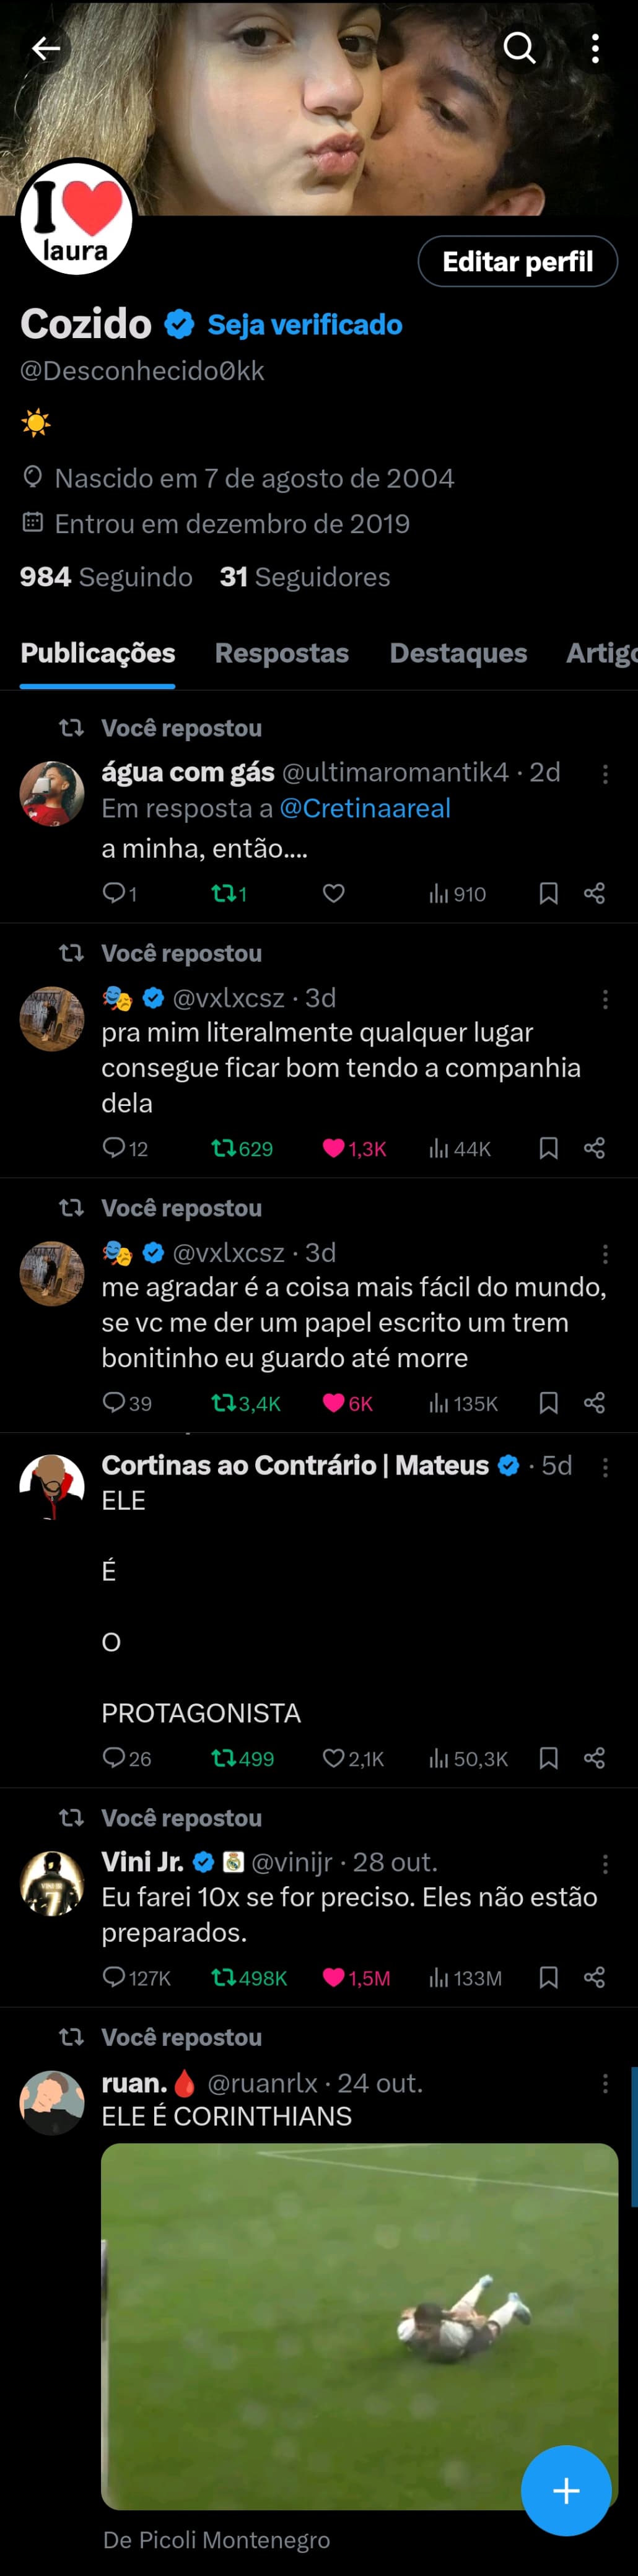 I ❤ laura
Editar perfil
Cozido Seja verificado
@Desconhecido0kk
☀️
Nascido em 7 de agosto de 2004
Entrou em dezembro de 2019
984 Seguindo 31 Seguidores
Publicações Respostas Destaques Artigo
Você repostou
água com gás @ultimaromantik4 · 2d
Em resposta a @Cretinaareal
a minha, então....
1 1 910
Você repostou
🎭 @vxlxcsz · 3d
pra mim literalmente qualquer lugar
consegue ficar bom tendo a companhia
dela
12 629 1,3K 44K
Você repostou
🎭 @vxlxcsz · 3d
me agradar é a coisa mais fácil do mundo,
se vc me der um papel escrito um trem
bonitinho eu guardo até morre
39 3,4K 6K 135K
Cortinas ao Contrário | Mateus · 5d
ELE
É
O
PROTAGONISTA
26 499 2,1K 50,3K
Você repostou
Vini Jr. @vinijr · 28 out.
Eu farei 10x se for preciso. Eles não estão
preparados.
127K 498K 1,5M 133M
Você repostou
ruan.🩸 @ruanrlx · 24 out.
ELE É CORINTHIANS
De Picoli Montenegro